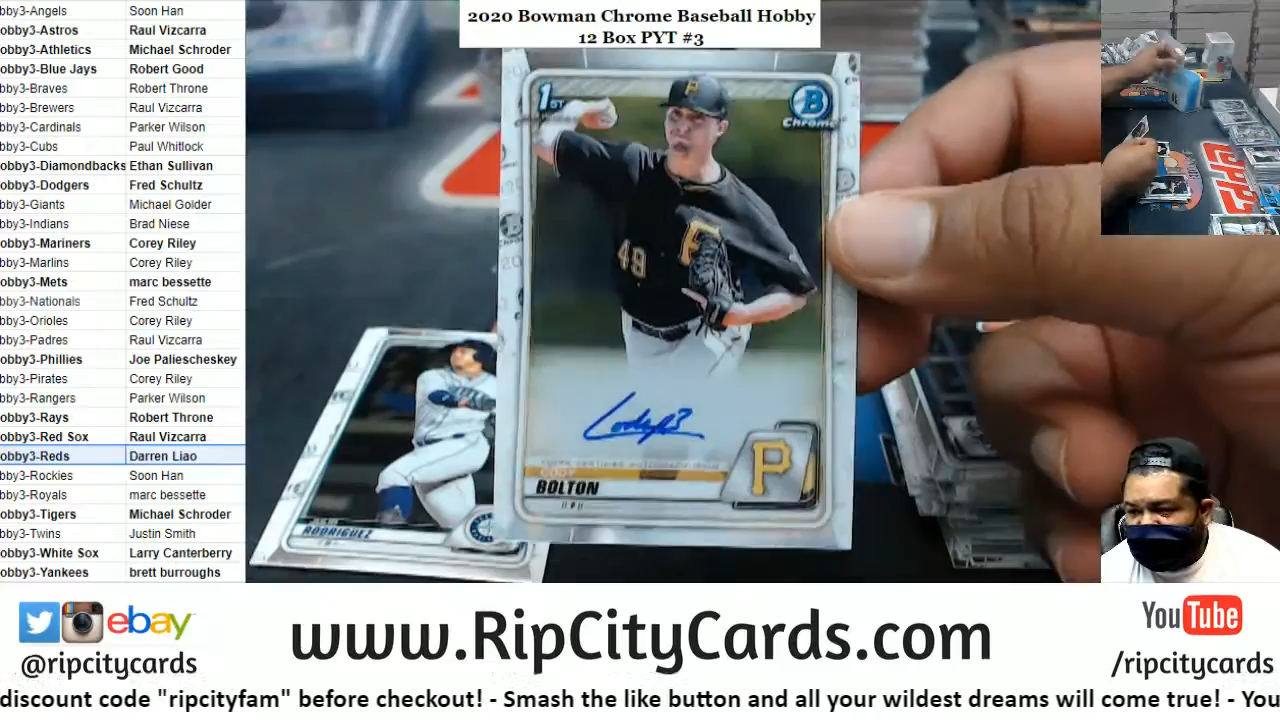 2020 Bowman Chrome Baseball Hobby
12 Box PYT #3
bby3-Angels Soon Han
obby3-Astros Raul Vizcarra
obby3-Athletics Michael Schroder
obby3-Blue Jays Robert Good
bby3-Braves Robert Throne
bby3-Brewers Raul Vizcarra
bby3-Cardinals Parker Wilson
bby3-Cubs Paul Whitlock
obby3-Diamondbacks Ethan Sullivan
obby3-Dodgers Fred Schultz
bby3-Giants Michael Golder
bby3-Indians Brad Niese
obby3-Mariners Corey Riley
bby3-Marlins Corey Riley
obby3-Mets marc bessette
bby3-Nationals Fred Schultz
bby3-Orioles Corey Riley
bby3-Padres Raul Vizcarra
obby3-Phillies Joe Paliescheskey
bby3-Pirates Corey Riley
bby3-Rangers Parker Wilson
obby3-Rays Robert Throne
obby3-Red Sox Raul Vizcarra
obby3-Reds Darren Liao
bby3-Rockies Soon Han
bby3-Royals marc bessette
obby3-Tigers Michael Schroder
bby3-Twins Justin Smith
obby3-White Sox Larry Canterberry
obby3-Yankees brett burroughs
1ST
B
Chrome
P
49
P
CODY
BOLTON
P
RODRIGUEZ
TOPPS
ebay
@ripcitycards
www.RipCityCards.com
YouTube
/ripcitycards
discount code "ripcityfam" before checkout! - Smash the like button and all your wildest dreams will come true! - You